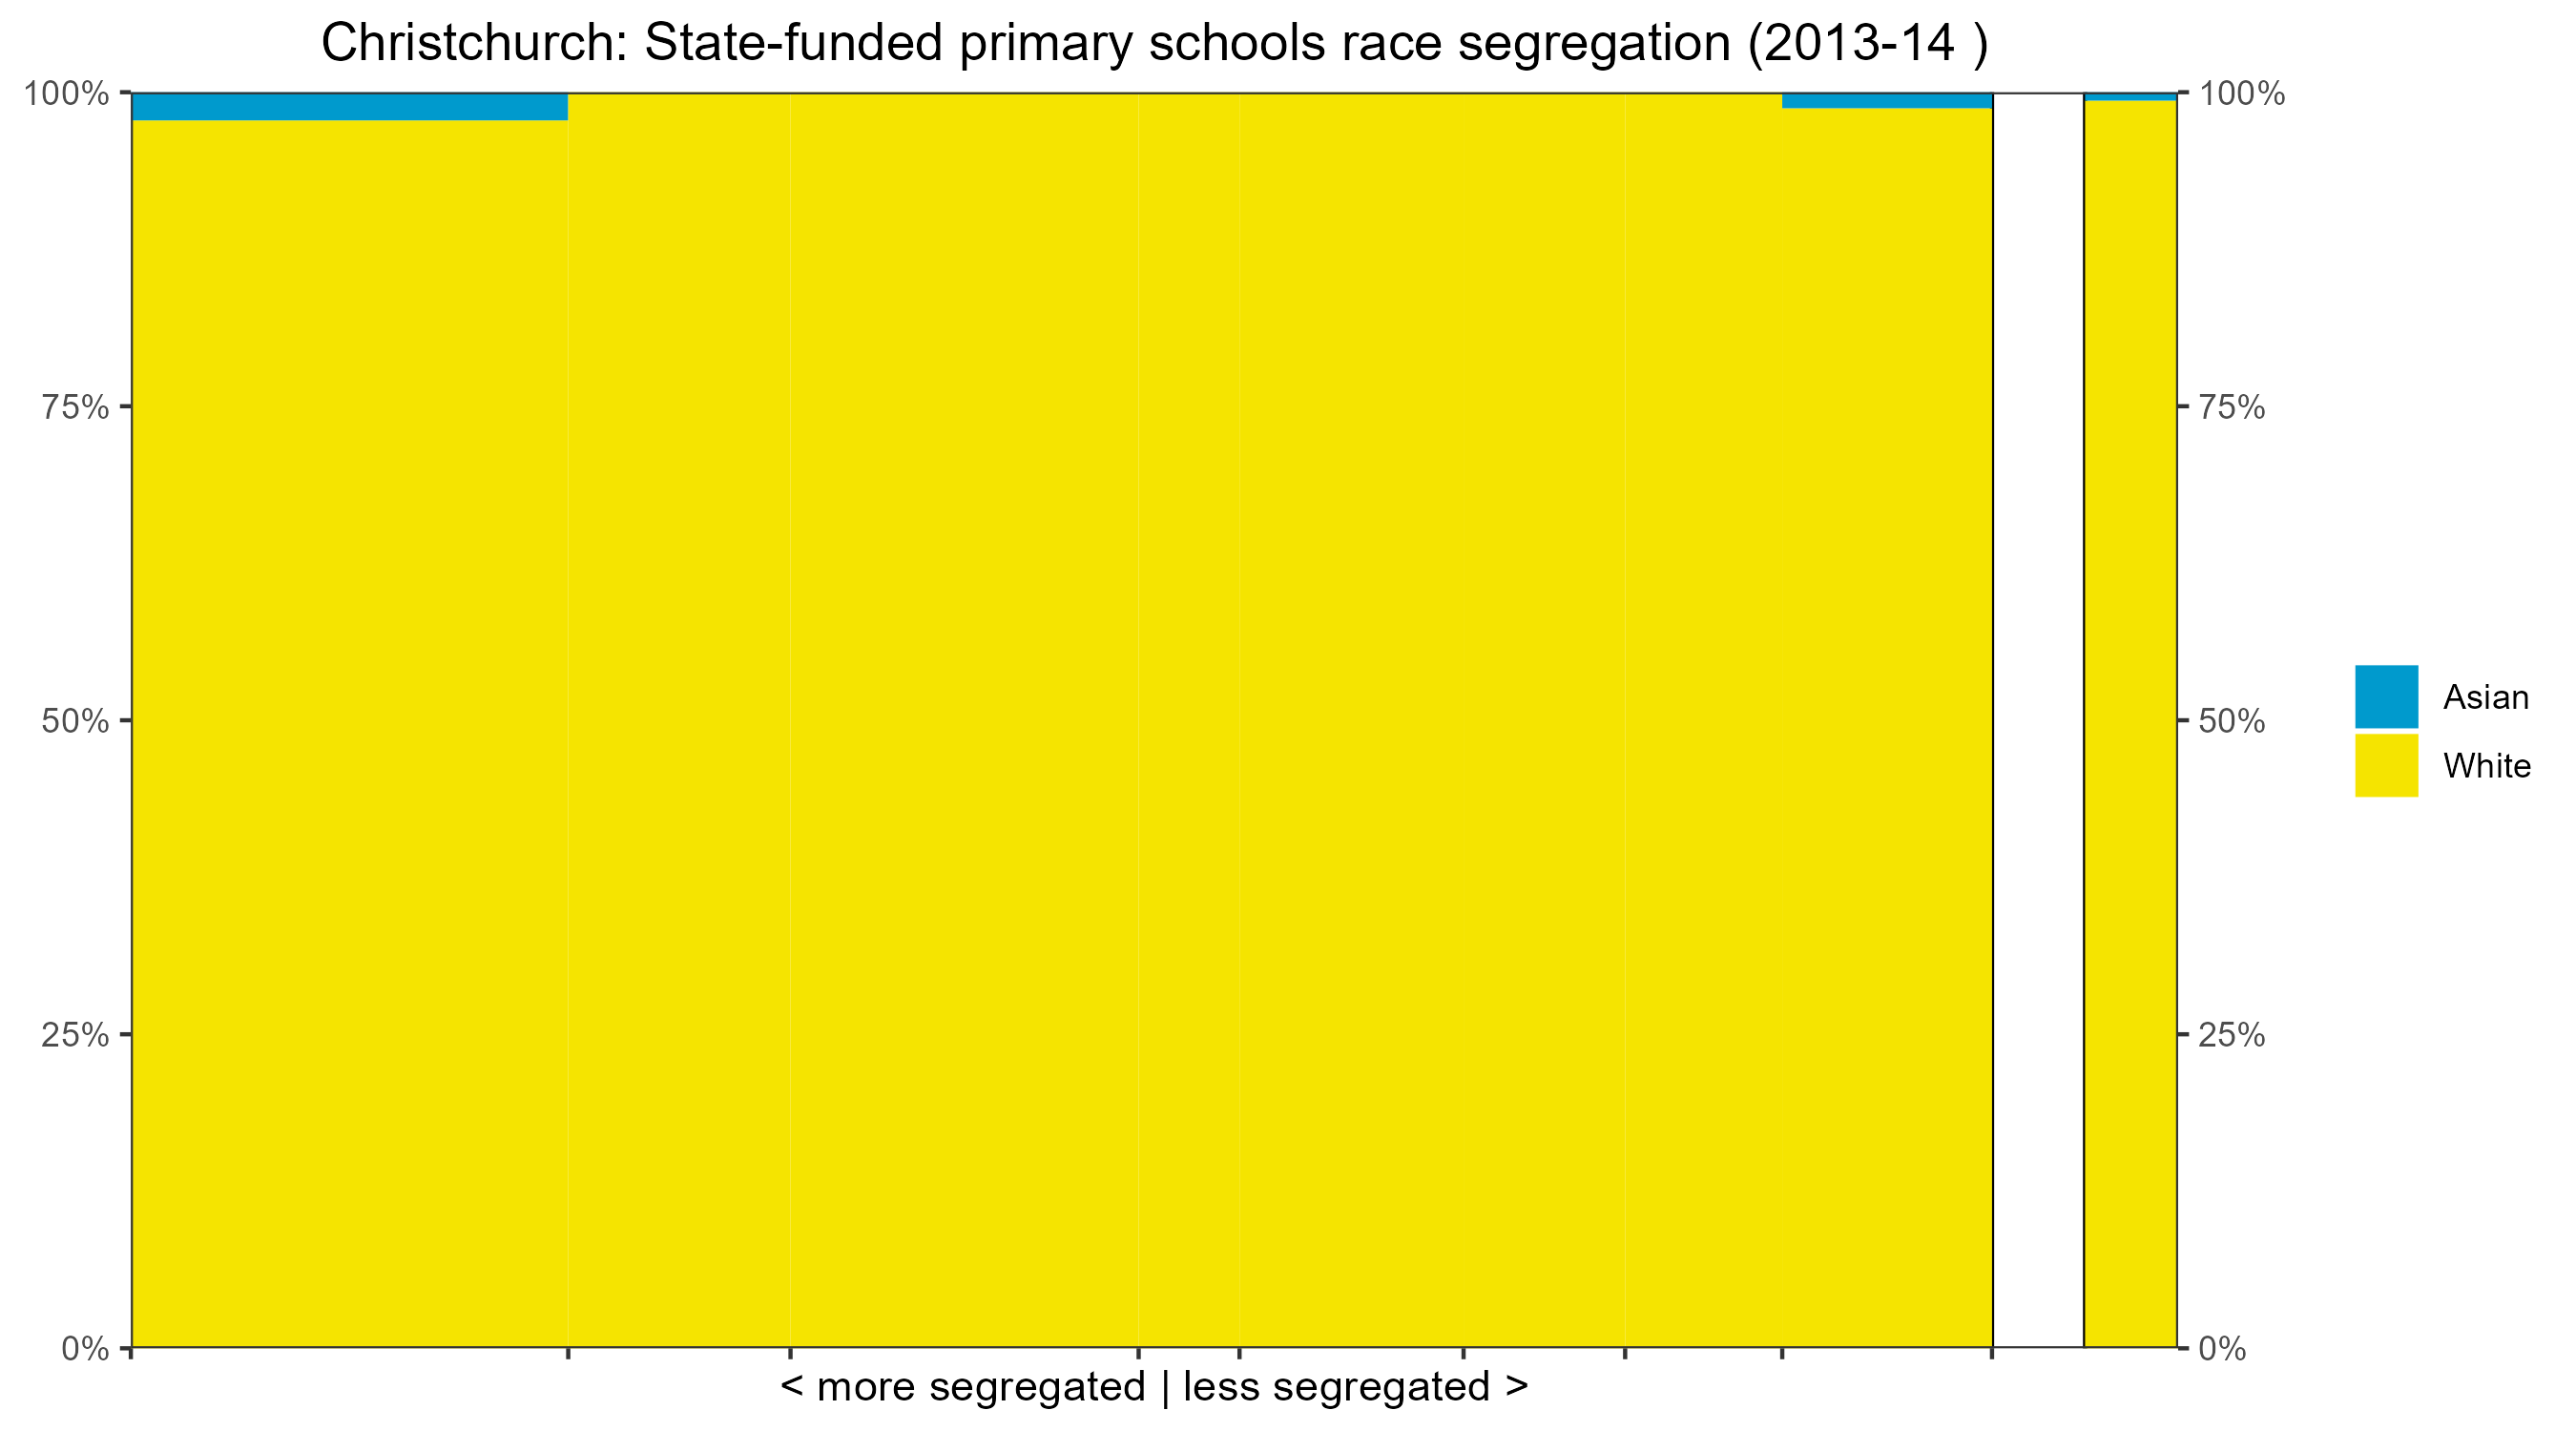 Christchurch: State-funded primary schools race segregation (2013-14 )
100%
75%
50%
25%
0%
100%
75%
50%
25%
0%
Asian
White
< more segregated | less segregated >